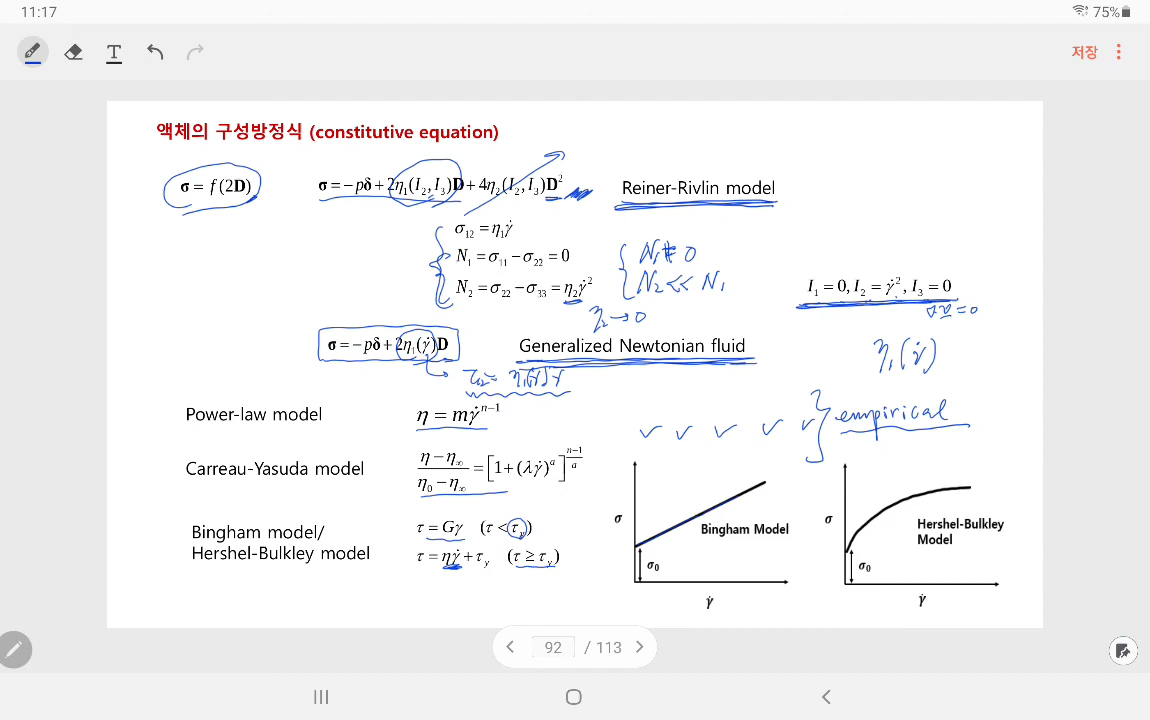 11:17
75%
T
저장
액체의 구성방정식 (constitutive equation)
σ = f(2D)
σ = −pδ + 2η₁(I₂, I₃)D + 4η₂(I₂, I₃)D²
Reiner-Rivlin model
σ₁₂ = η₁γ̇
N₁ = σ₁₁ − σ₂₂ = 0
N₂ = σ₂₂ − σ₃₃ = η₂γ̇²
N₁ ≠ 0
N₂ << N₁
η₂ → 0
I₁ = 0, I₂ = γ̇², I₃ = 0
∇·v = 0
σ = −pδ + 2η₁(γ̇)D
Generalized Newtonian fluid
η₁(γ̇)
Power-law model
η = mγ̇ⁿ⁻¹
empirical
Carreau-Yasuda model
(η − η∞)/(η₀ − η∞) = [1 + (λγ̇)ᵃ]^((n−1)/a)
Bingham model/
Hershel-Bulkley model
τ = Gγ (τ < τy)
τ = ηγ̇ + τy (τ ≥ τy)
σ
Bingham Model
σ₀
γ̇
σ
Hershel-Bulkley
Model
σ₀
γ̇
92 / 113